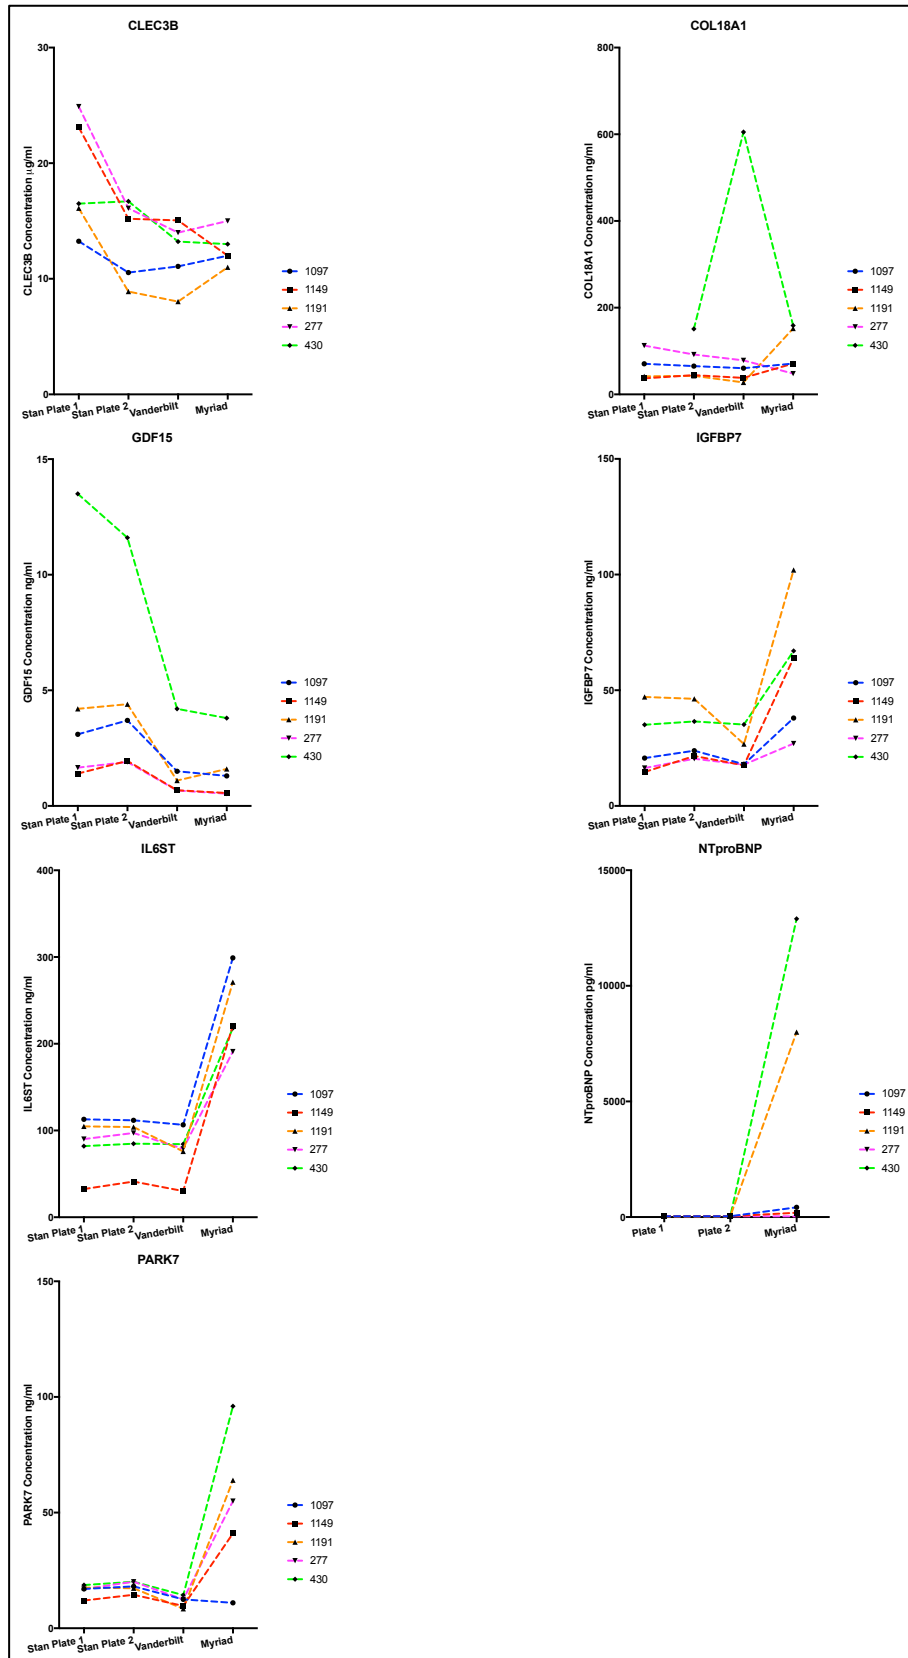 CLEC3B
30
20
10
0
CLEC3B Concentration µg/ml
Stan Plate 1
Stan Plate 2
Vanderbilt
Myriad
1097
1149
1191
277
430
COL18A1
800
600
400
200
0
COL18A1 Concentration ng/ml
Stan Plate 1
Stan Plate 2
Vanderbilt
Myriad
1097
1149
1191
277
430
GDF15
15
10
5
0
GDF15 Concentration ng/ml
Stan Plate 1
Stan Plate 2
Vanderbilt
Myriad
1097
1149
1191
277
430
IGFBP7
150
100
50
0
IGFBP7 Concentration ng/ml
Stan Plate 1
Stan Plate 2
Vanderbilt
Myriad
1097
1149
1191
277
430
IL6ST
400
300
200
100
0
IL6ST Concentration ng/ml
Stan Plate 1
Stan Plate 2
Vanderbilt
Myriad
1097
1149
1191
277
430
NTproBNP
15000
10000
5000
0
NTproBNP Concentration pg/ml
Plate 1
Plate 2
Myriad
1097
1149
1191
277
430
PARK7
150
100
50
0
PARK7 Concentration ng/ml
Stan Plate 1
Stan Plate 2
Vanderbilt
Myriad
1097
1149
1191
277
430